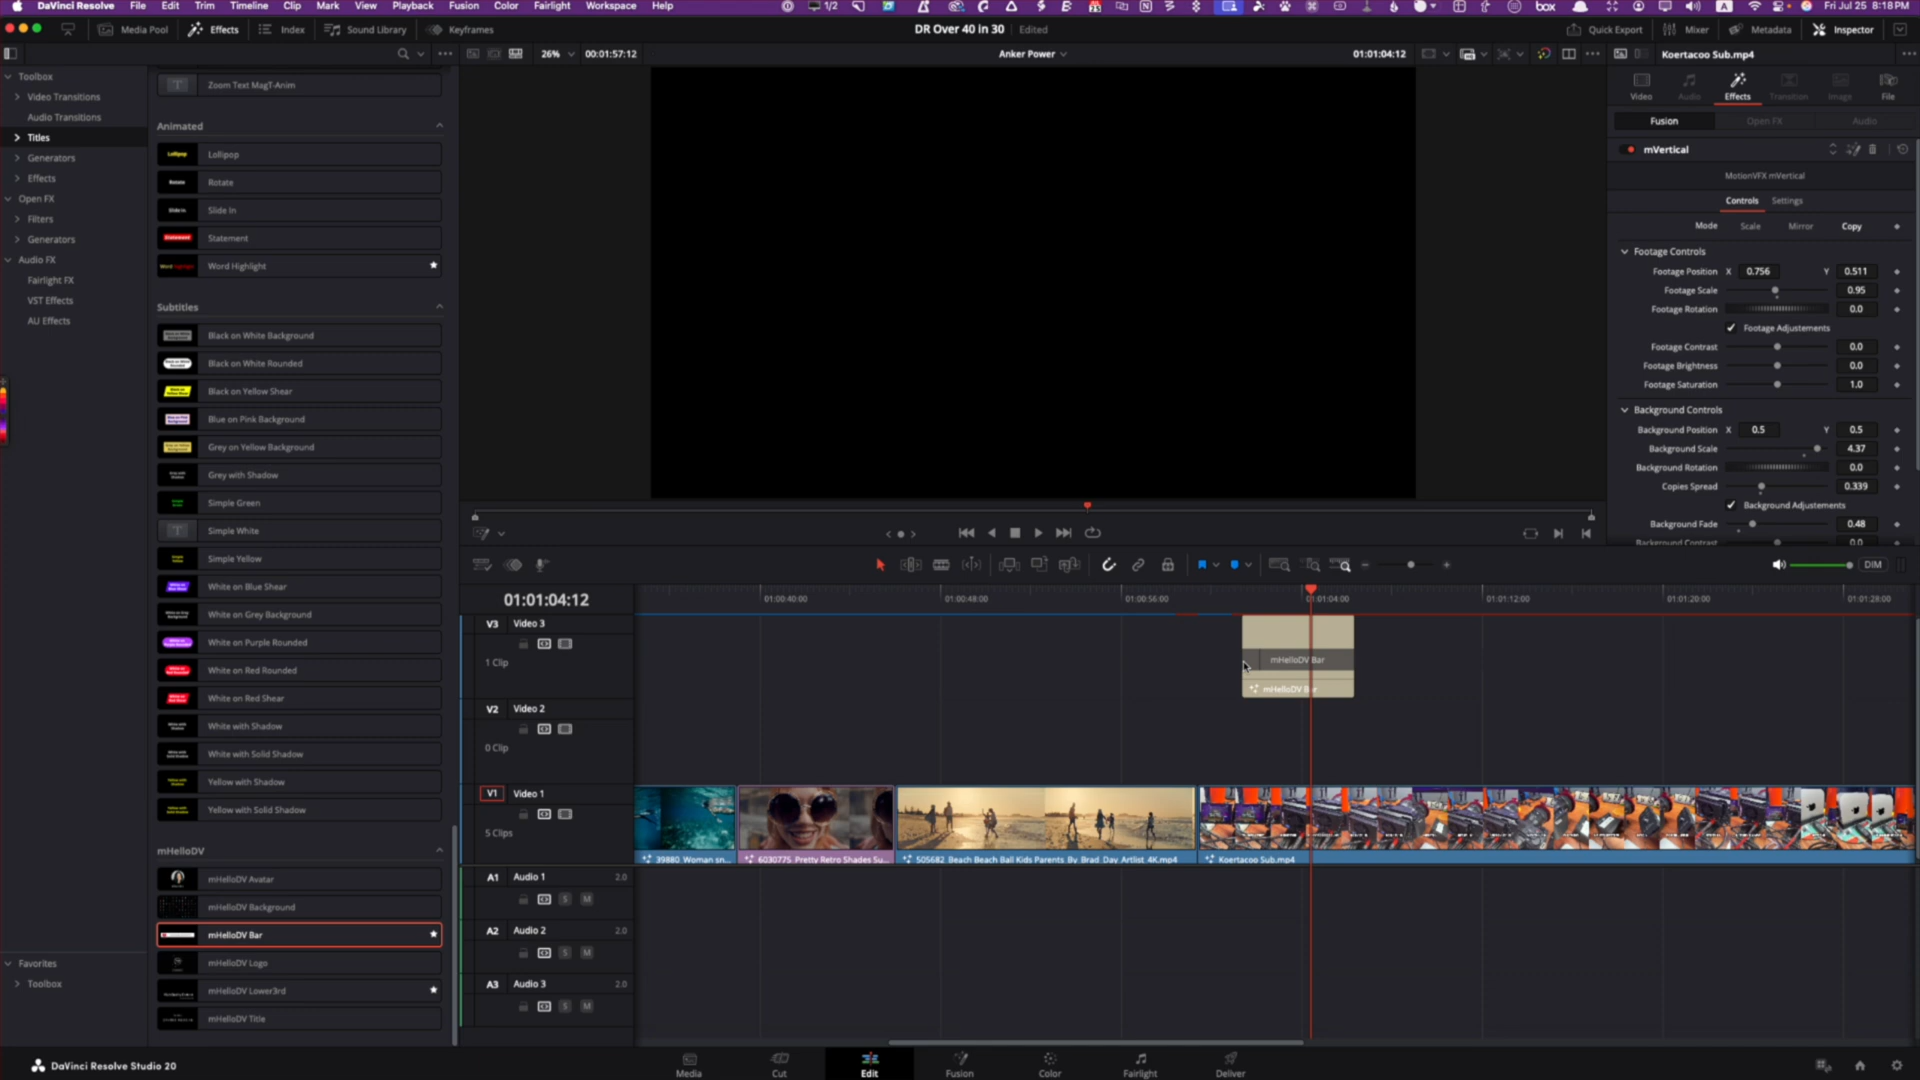 DaVinci Resolve File Edit Trim Timeline Clip Mark View Playback Fusion Color Fairlight Workspace Help
1/2 box Fri Jul 25 8:18 PM
Media Pool Effects Index Sound Library Keyframes
DR Over 40 in 30 Edited
Quick Export Mixer Metadata Inspector
26% 00:01:57:12 Anker Power 01:01:04:12
Koertacoo Sub.mp4
Toolbox
Video Transitions
Audio Transitions
Titles
Generators
Effects
Open FX
Filters
Generators
Audio FX
Fairlight FX
VST Effects
AU Effects
Favorites
Toolbox
Zoom Text MagT-Anim
Animated
Lollipop
Rotate
Slide In
Statement
Word Highlight
Subtitles
Black on White Background
Black on White Rounded
Black on Yellow Shear
Blue on Pink Background
Grey on Yellow Background
Grey with Shadow
Simple Green
Simple White
Simple Yellow
White on Blue Shear
White on Grey Background
White on Purple Rounded
White on Red Rounded
White on Red Shear
White with Shadow
White with Solid Shadow
Yellow with Shadow
Yellow with Solid Shadow
mHelloDV
mHelloDV Avatar
mHelloDV Background
mHelloDV Bar
mHelloDV Logo
mHelloDV Lower3rd
mHelloDV Title
Video Audio Effects Transition Image File
Fusion Open FX Audio
mVertical
MotionVFX mVertical
Controls Settings
Mode Scale Mirror Copy
Footage Controls
Footage Position X 0.756 Y 0.511
Footage Scale 0.95
Footage Rotation 0.0
Footage Adjustements
Footage Contrast 0.0
Footage Brightness 0.0
Footage Saturation 1.0
Background Controls
Background Position X 0.5 Y 0.5
Background Scale 4.37
Background Rotation 0.0
Copies Spread 0.339
Background Adjustements
Background Fade 0.48
Background Contrast 0.0
DIM
01:01:04:12
01:00:40:00 01:00:48:00 01:00:56:00 01:01:04:00 01:01:12:00 01:01:20:00 01:01:28:00
V3 Video 3
1 Clip
mHelloDV Bar
mHelloDV Bar
V2 Video 2
0 Clip
V1 Video 1
5 Clips
39880_Woman sn... 6030775_Pretty Retro Shades Su... 505682_Beach Beach Ball Kids Parents_By_Brad_Day_Artlist_4K.mp4 Koertacoo Sub.mp4
A1 Audio 1 2.0
S M
A2 Audio 2 2.0
S M
A3 Audio 3 2.0
S M
DaVinci Resolve Studio 20
Media Cut Edit Fusion Color Fairlight Deliver